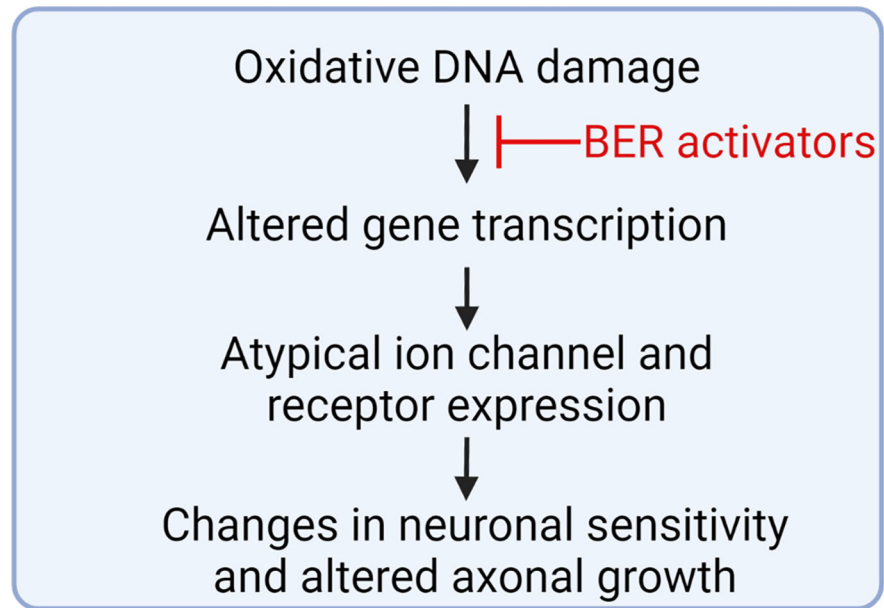 Oxidative DNA damage
BER activators
Altered gene transcription
Atypical ion channel and
receptor expression
Changes in neuronal sensitivity
and altered axonal growth